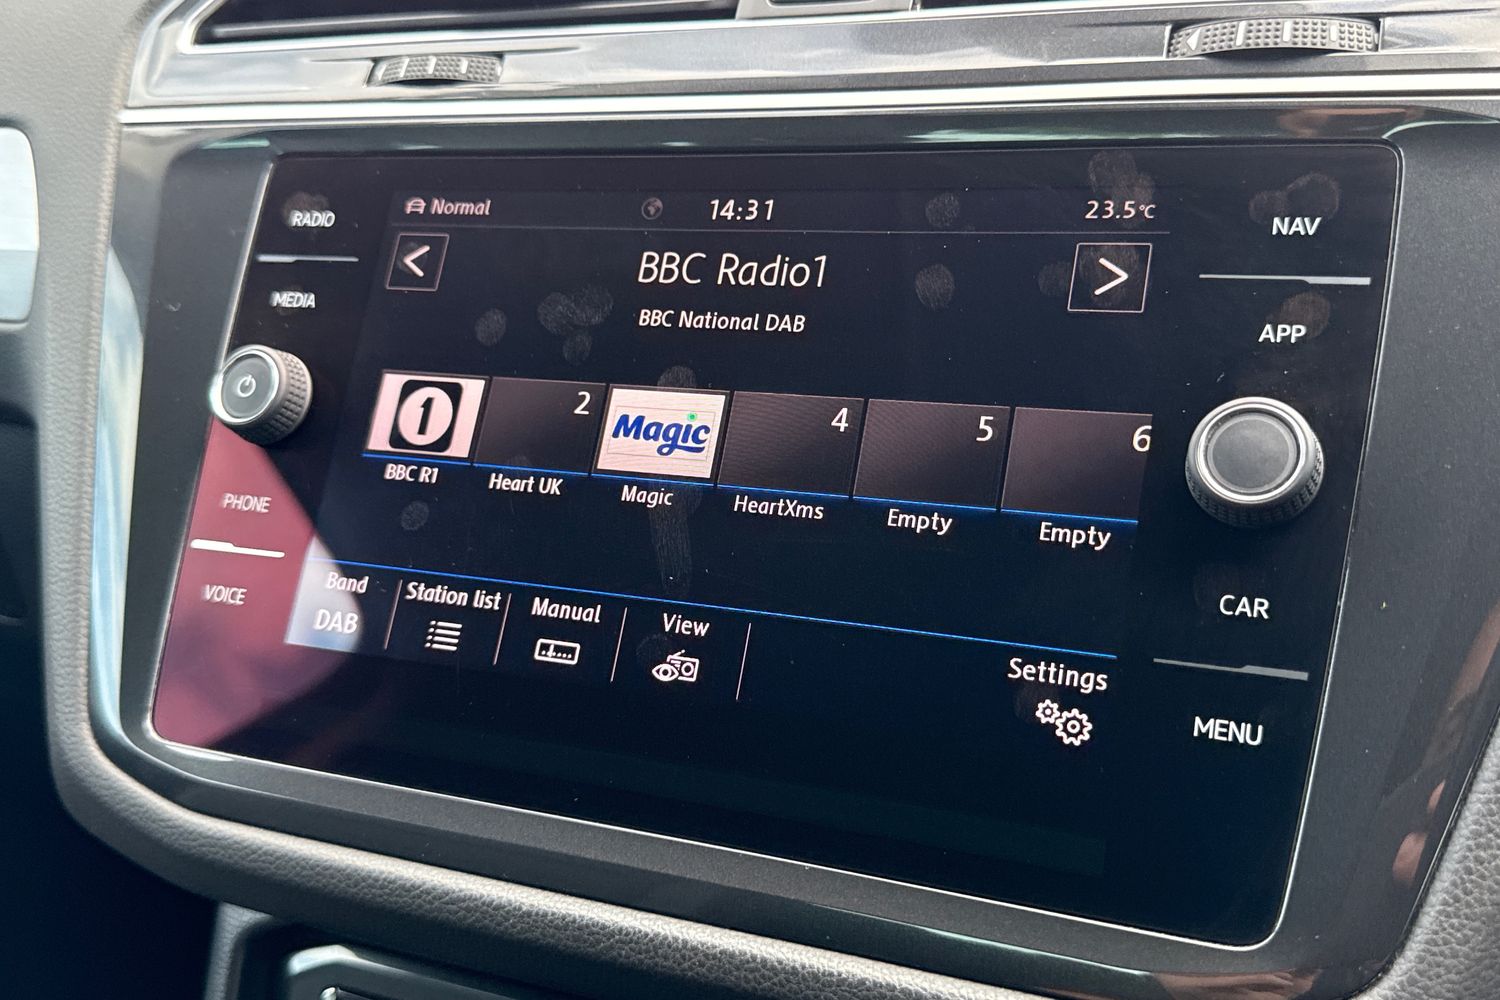 Normal 14:31 23.5°C
BBC Radio1
BBC National DAB
1 2 Magic 4 5 6
BBC R1 Heart UK Magic HeartXms Empty Empty
Band Station list Manual View Settings
DAB
RADIO
MEDIA
PHONE
VOICE
NAV
APP
CAR
MENU